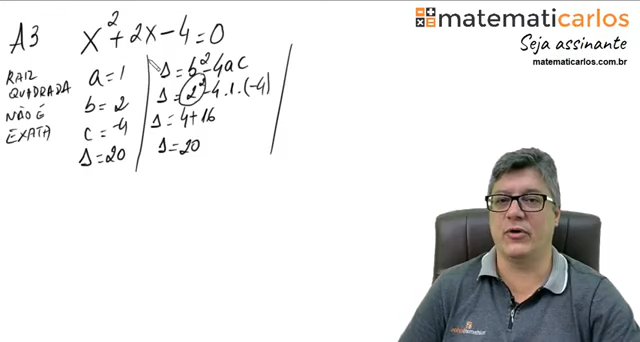 A3
x² + 2x - 4 = 0
RAIZ
QUADRADA
NÃO É
EXATA
a = 1
b = 2
c = -4
Δ = 20
Δ = b² - 4ac
Δ = 2² - 4.1.(-4)
Δ = 4 + 16
Δ = 20
matematicarlos
Seja assinante
matematicarlos.com.br